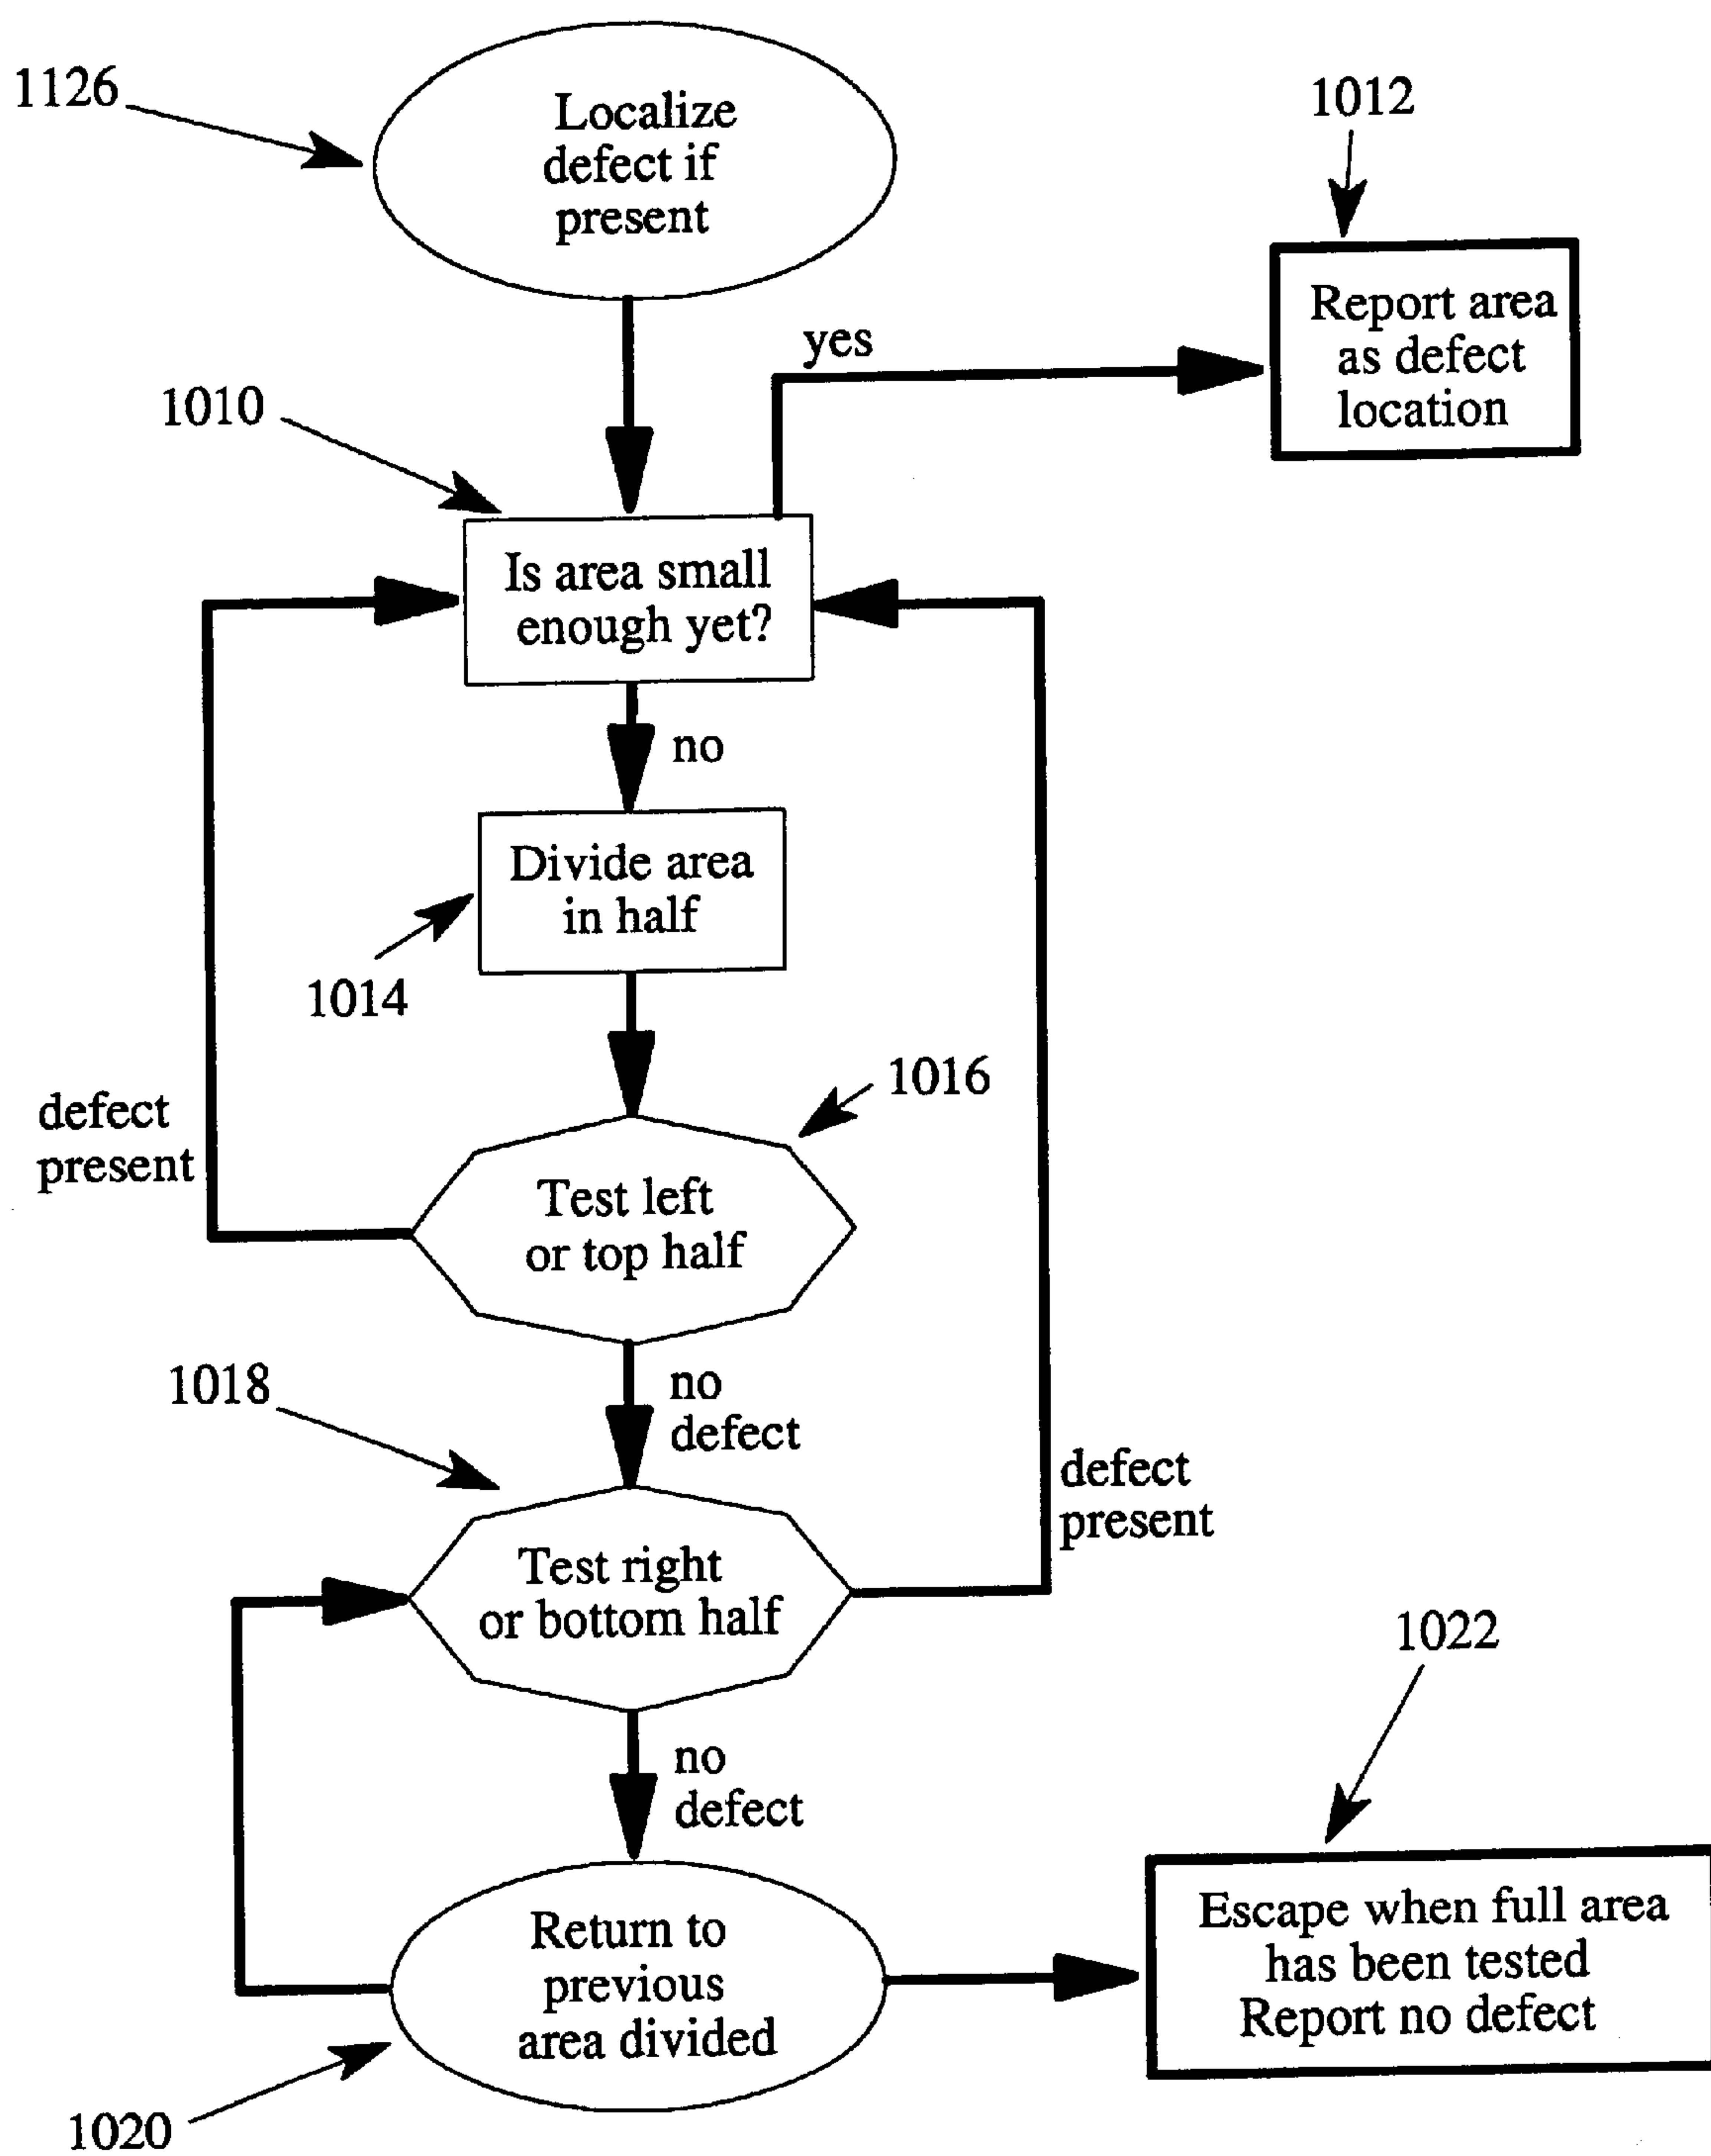 1126
Localize
defect if
present
1012
Report area
as defect
location
yes
1010
Is area small
enough yet?
no
Divide area
in half
1014
1016
defect
present
Test left
or top half
1018
no
defect
defect
present
Test right
or bottom half
1022
no
defect
Return to
previous
area divided
Escape when full area
has been tested
Report no defect
1020